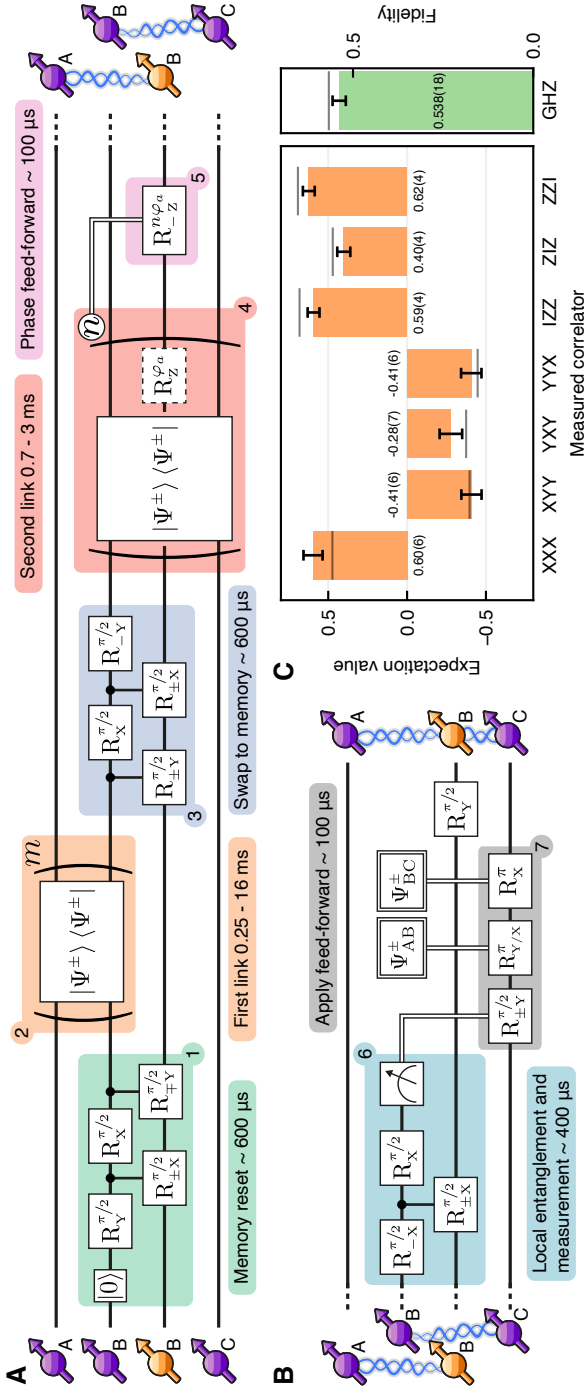 A
A
B
B
C
|0⟩
R_Y^{π/2}
R_X^{π/2}
R_{±X}^{π/2}
R_{∓Y}^{π/2}
1
Memory reset ~ 600 μs
2
|Ψ^±⟩⟨Ψ^±|
m
First link 0.25 - 16 ms
R_X^{π/2}
R_{-Y}^{π/2}
R_{±Y}^{π/2}
R_{±X}^{π/2}
3
Swap to memory ~ 600 μs
Second link 0.7 - 3 ms
|Ψ^±⟩⟨Ψ^±|
R_Z^{φ_a}
4
Phase feed-forward ~ 100 μs
n
R_{-Z}^{nφ_a}
5
A
B
B
C
B
A
B
B
C
6
R_{-X}^{π/2}
R_X^{π/2}
R_{±X}^{π/2}
Local entanglement and
measurement ~ 400 μs
Apply feed-forward ~ 100 μs
Ψ_{AB}^±
Ψ_{BC}^±
R_{±Y}^{π/2}
R_{Y/X}^π
R_X^π
7
R_Y^{π/2}
A
B
C
C
Expectation value
0.5
0.0
-0.5
0.60(6)
-0.41(6)
-0.28(7)
-0.41(6)
0.59(4)
0.40(4)
0.62(4)
XXX
XYY
YXY
YYX
IZZ
ZIZ
ZZI
Measured correlator
0.538(18)
GHZ
0.5
0.0
Fidelity